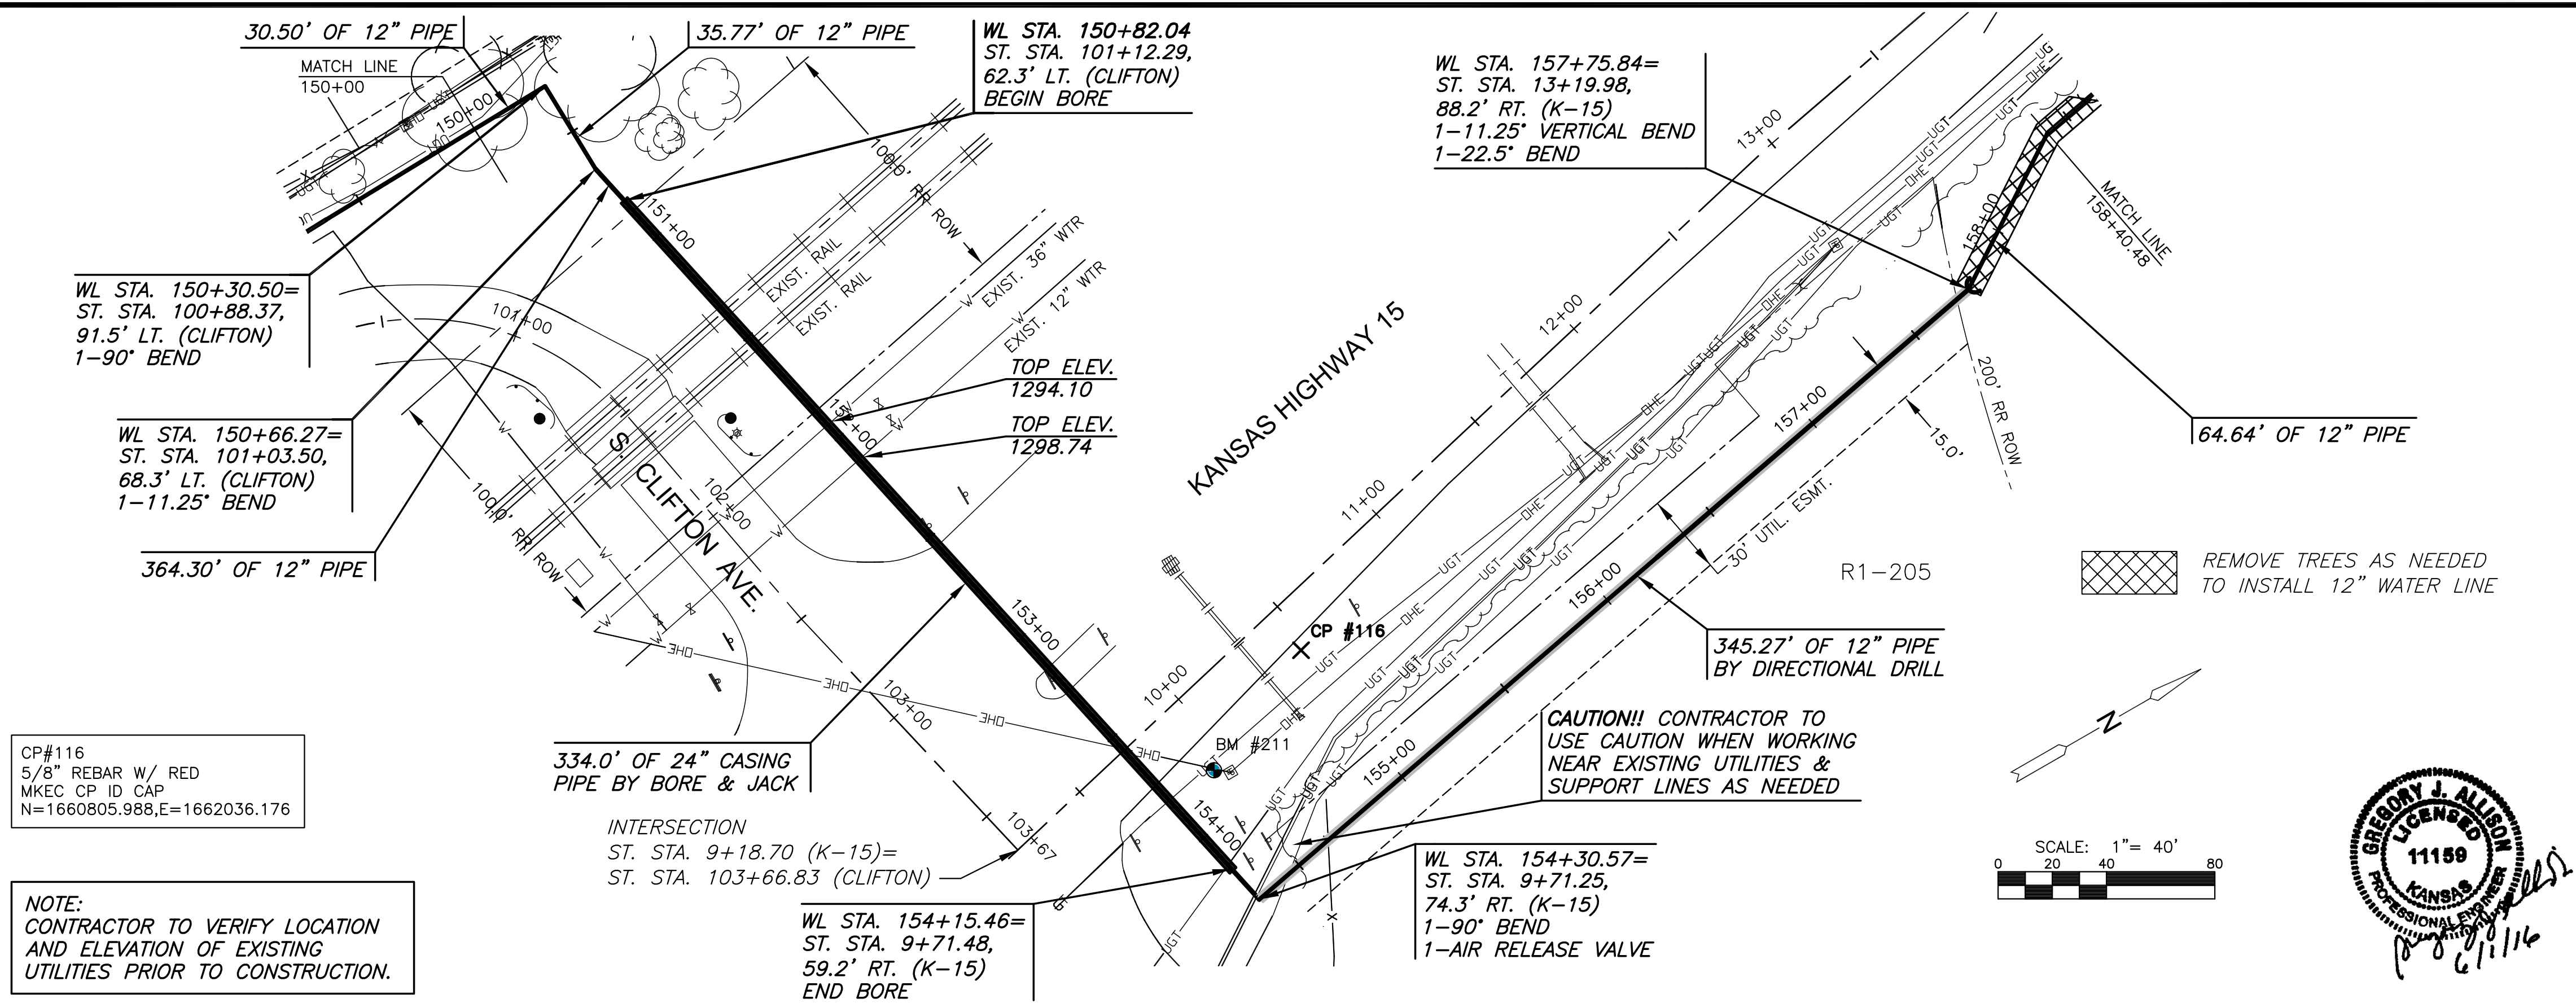 30.50' OF 12" PIPE
MATCH LINE
150+00
150+00
35.77' OF 12" PIPE
WL STA. 150+82.04
ST. STA. 101+12.29,
62.3' LT. (CLIFTON)
BEGIN BORE
WL STA. 157+75.84=
ST. STA. 13+19.98,
88.2' RT. (K-15)
1-11.25° VERTICAL BEND
1-22.5° BEND
WL STA. 150+30.50=
ST. STA. 100+88.37,
91.5' LT. (CLIFTON)
1-90° BEND
WL STA. 150+66.27=
ST. STA. 101+03.50,
68.3' LT. (CLIFTON)
1-11.25° BEND
364.30' OF 12" PIPE
151+00
100.0' RR ROW
EXIST. RAIL
EXIST. RAIL
EXIST. 36" WTR
EXIST. 12" WTR
101+00
TOP ELEV.
1294.10
TOP ELEV.
1298.74
152+00
S. CLIFTON AVE.
102+00
100.0' RR ROW
153+00
103+00
103+67
154+00
KANSAS HIGHWAY 15
10+00
11+00
12+00
13+00
CP #116
BM #211
155+00
156+00
157+00
158+00
MATCH LINE
158+40.48
200' RR ROW
15.0'
30' UTIL. ESMT.
R1-205
64.64' OF 12" PIPE
REMOVE TREES AS NEEDED
TO INSTALL 12" WATER LINE
345.27' OF 12" PIPE
BY DIRECTIONAL DRILL
CAUTION!! CONTRACTOR TO
USE CAUTION WHEN WORKING
NEAR EXISTING UTILITIES &
SUPPORT LINES AS NEEDED
334.0' OF 24" CASING
PIPE BY BORE & JACK
INTERSECTION
ST. STA. 9+18.70 (K-15)=
ST. STA. 103+66.83 (CLIFTON)
WL STA. 154+15.46=
ST. STA. 9+71.48,
59.2' RT. (K-15)
END BORE
WL STA. 154+30.57=
ST. STA. 9+71.25,
74.3' RT. (K-15)
1-90° BEND
1-AIR RELEASE VALVE
CP#116
5/8" REBAR W/ RED
MKEC CP ID CAP
N=1660805.988,E=1662036.176
NOTE:
CONTRACTOR TO VERIFY LOCATION
AND ELEVATION OF EXISTING
UTILITIES PRIOR TO CONSTRUCTION.
N
SCALE: 1"= 40'
0 20 40 80
GREGORY J. ALLISON
LICENSED
11159
KANSAS
PROFESSIONAL ENGINEER
6/1/16